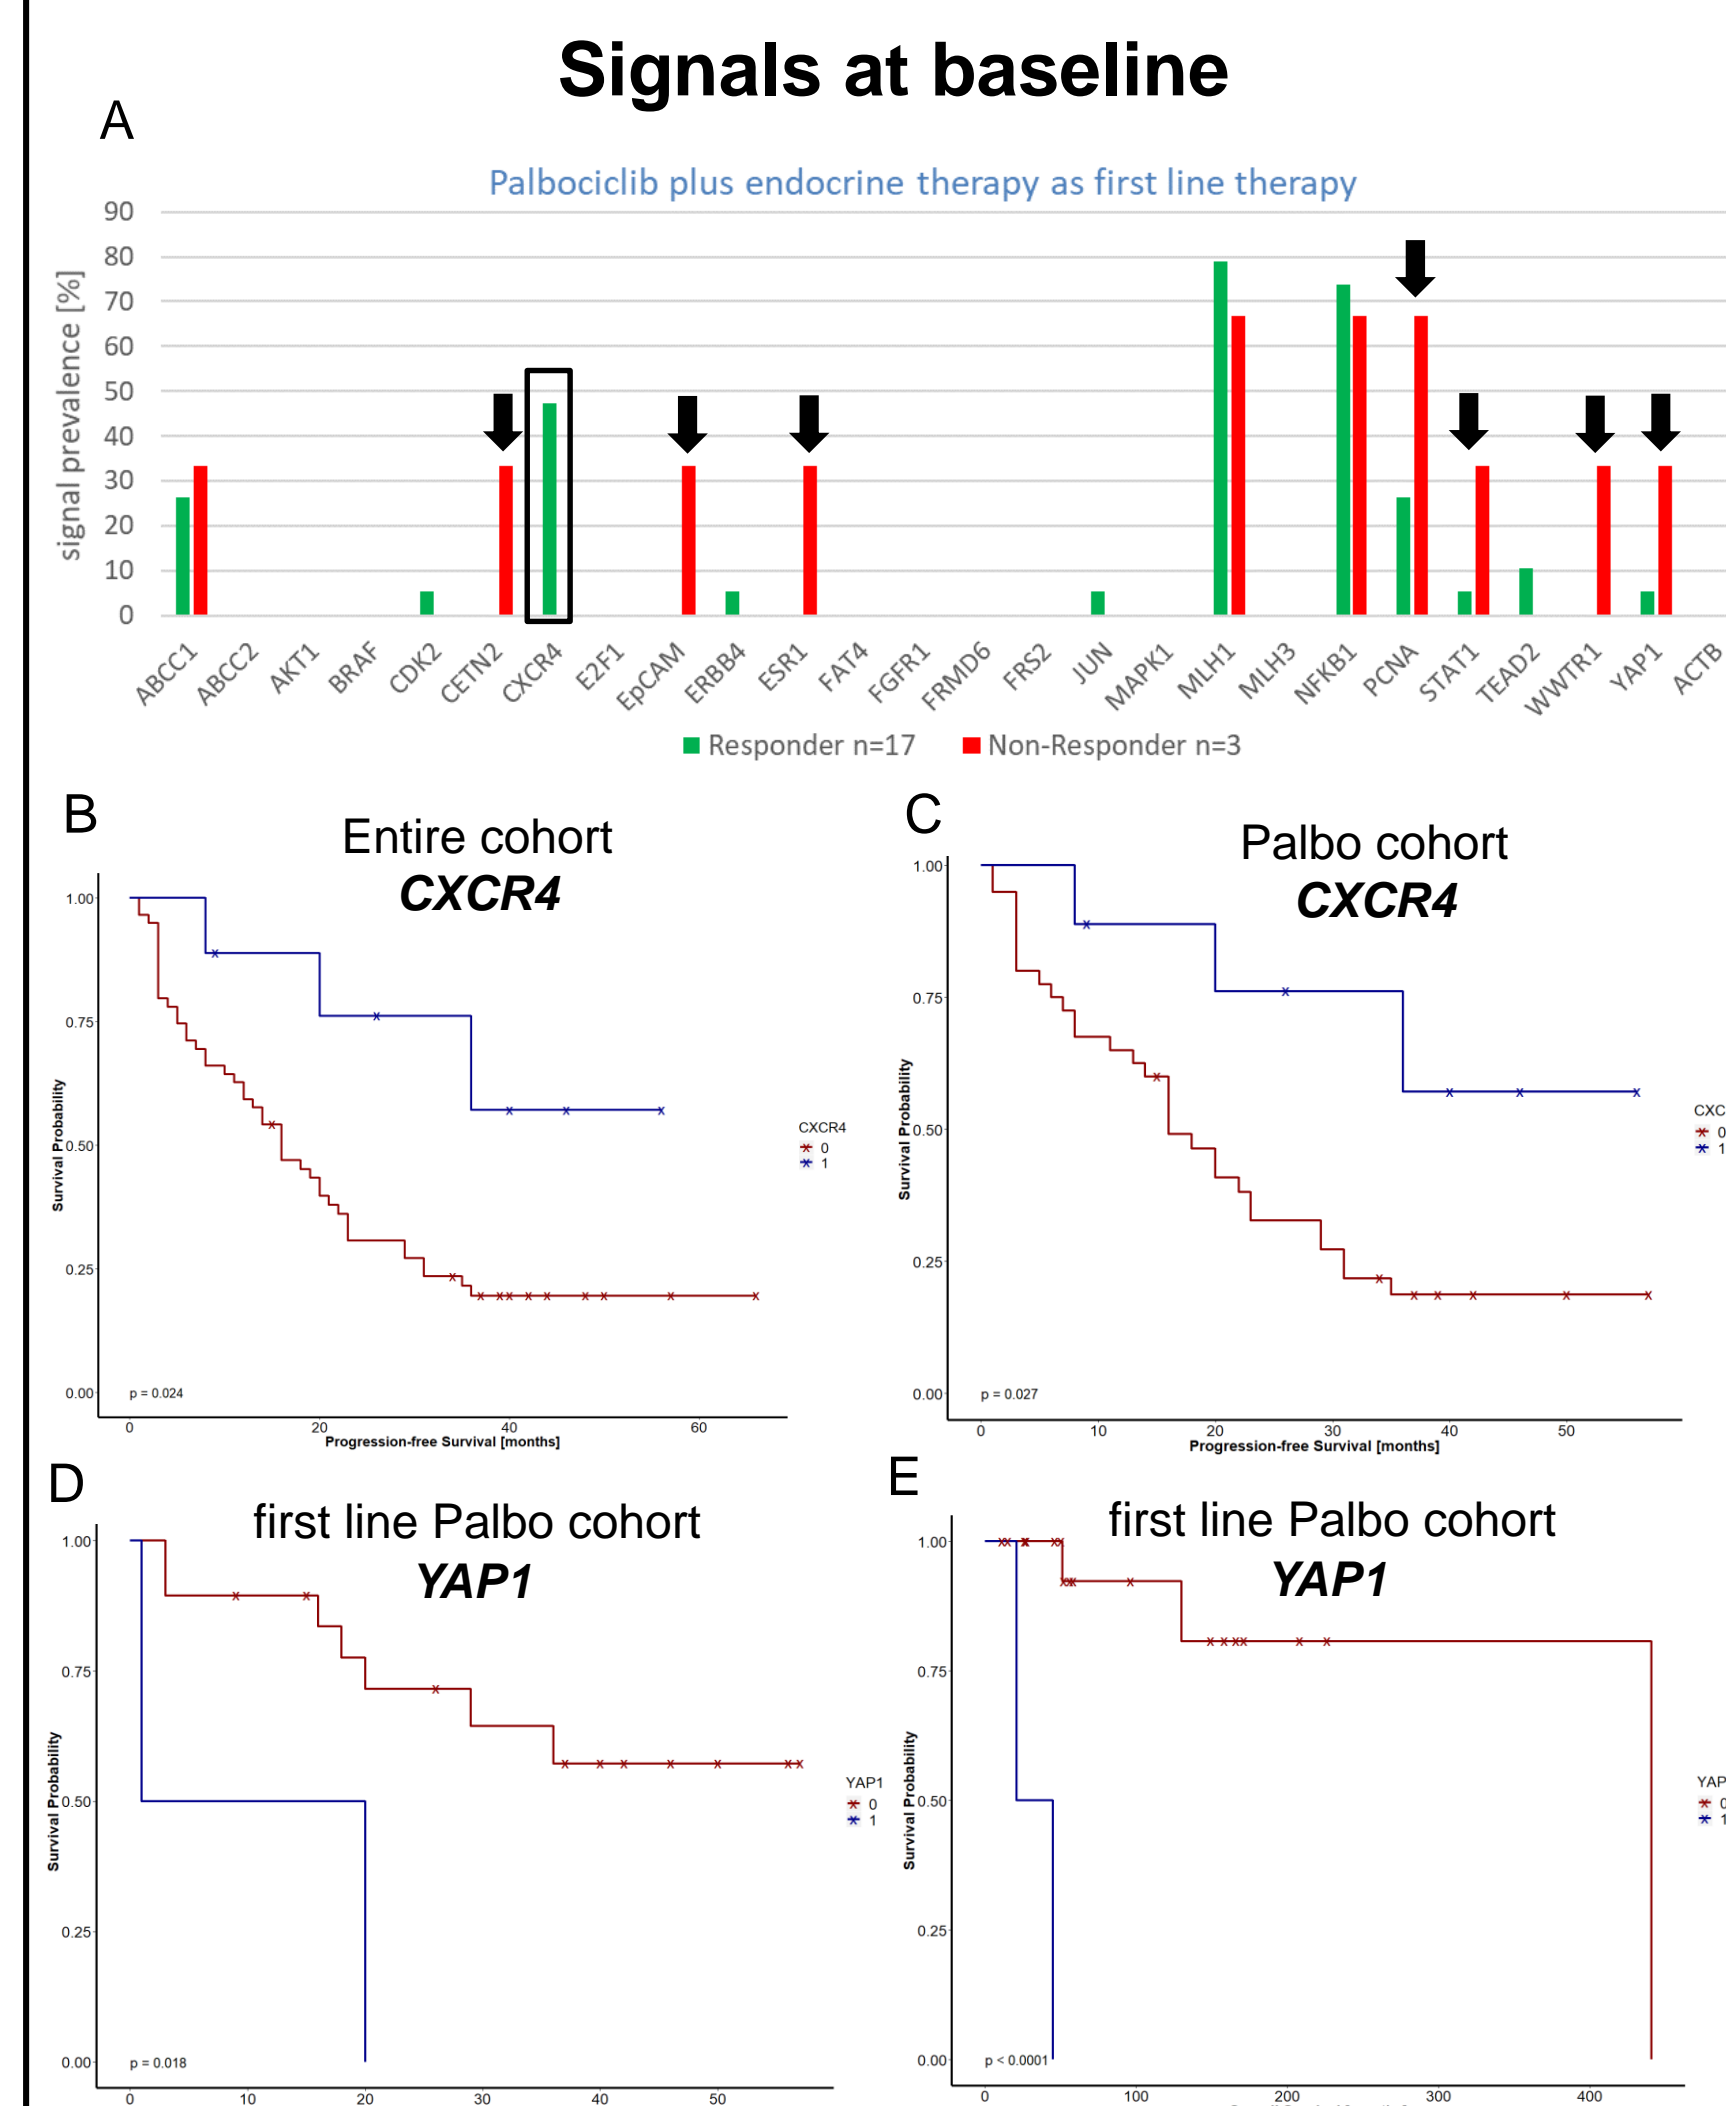 Signals at baseline
A
Palbociclib plus endocrine therapy as first line therapy
signal prevalence [%]
90
80
70
60
50
40
30
20
10
0
ABCC1 ABCC2 AKT1 BRAF CDK2 CETN2 CXCR4 E2F1 EpCAM ERBB4 ESR1 FAT4 FGFR1 FRMD6 FRS2 JUN MAPK1 MLH1 MLH3 NFKB1 PCNA STAT1 TEAD2 WWTR1 YAP1 ACTB
Responder n=17 Non-Responder n=3
B
Entire cohort
CXCR4
Survival Probability
1.00
0.75
0.50
0.25
0.00
p = 0.024
0 20 40 60
Progression-free Survival [months]
CXCR4
0
1
C
Palbo cohort
CXCR4
Survival Probability
1.00
0.75
0.50
0.25
0.00
p = 0.027
0 10 20 30 40 50
Progression-free Survival [months]
CXC
0
1
D
first line Palbo cohort
YAP1
Survival Probability
1.00
0.75
0.50
0.25
0.00
p = 0.018
0 10 20 30 40 50
YAP1
0
1
E
first line Palbo cohort
YAP1
Survival Probability
1.00
0.75
0.50
0.25
0.00
p < 0.0001
0 100 200 300 400
YAP
0
1